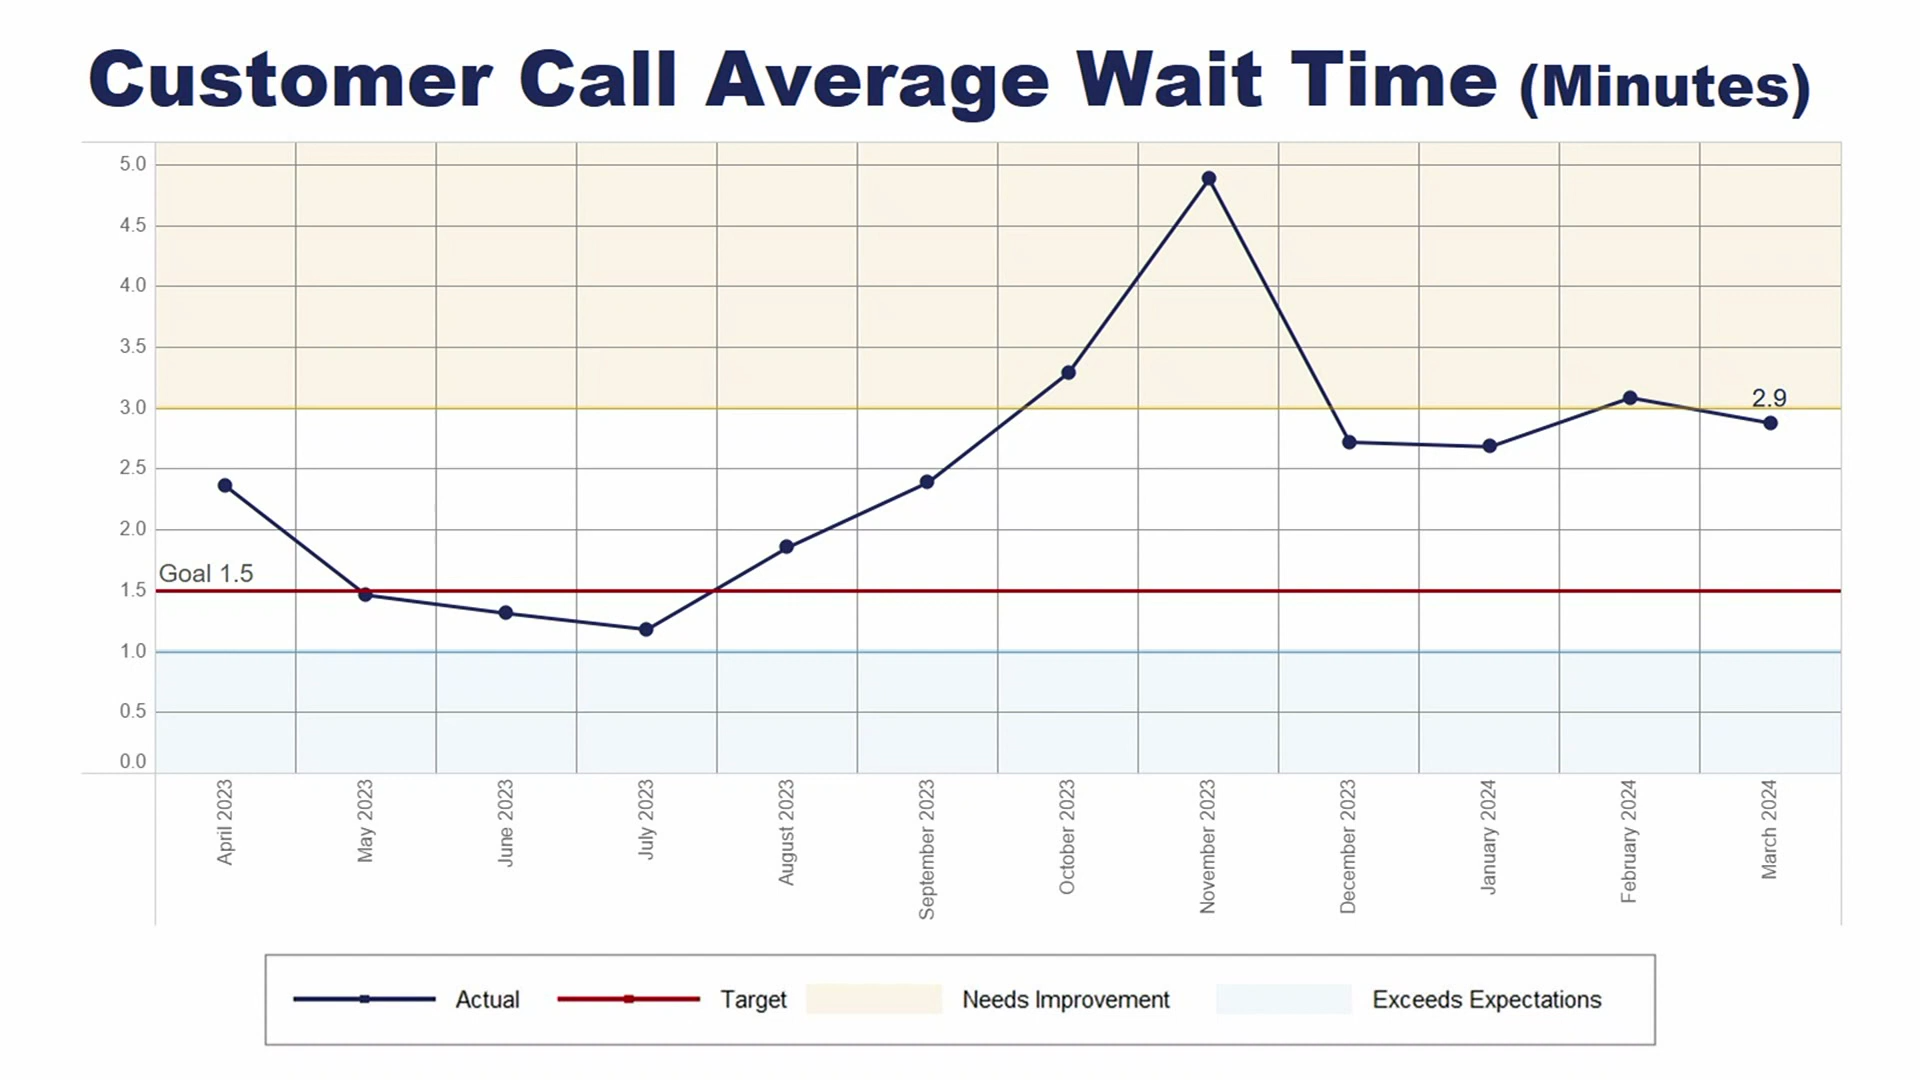 Customer Call Average Wait Time (Minutes)
5.0
4.5
4.0
3.5
3.0
2.9
2.5
2.0
Goal 1.5
1.5
1.0
0.5
0.0
April 2023
May 2023
June 2023
July 2023
August 2023
September 2023
October 2023
November 2023
December 2023
January 2024
February 2024
March 2024
Actual
Target
Needs Improvement
Exceeds Expectations